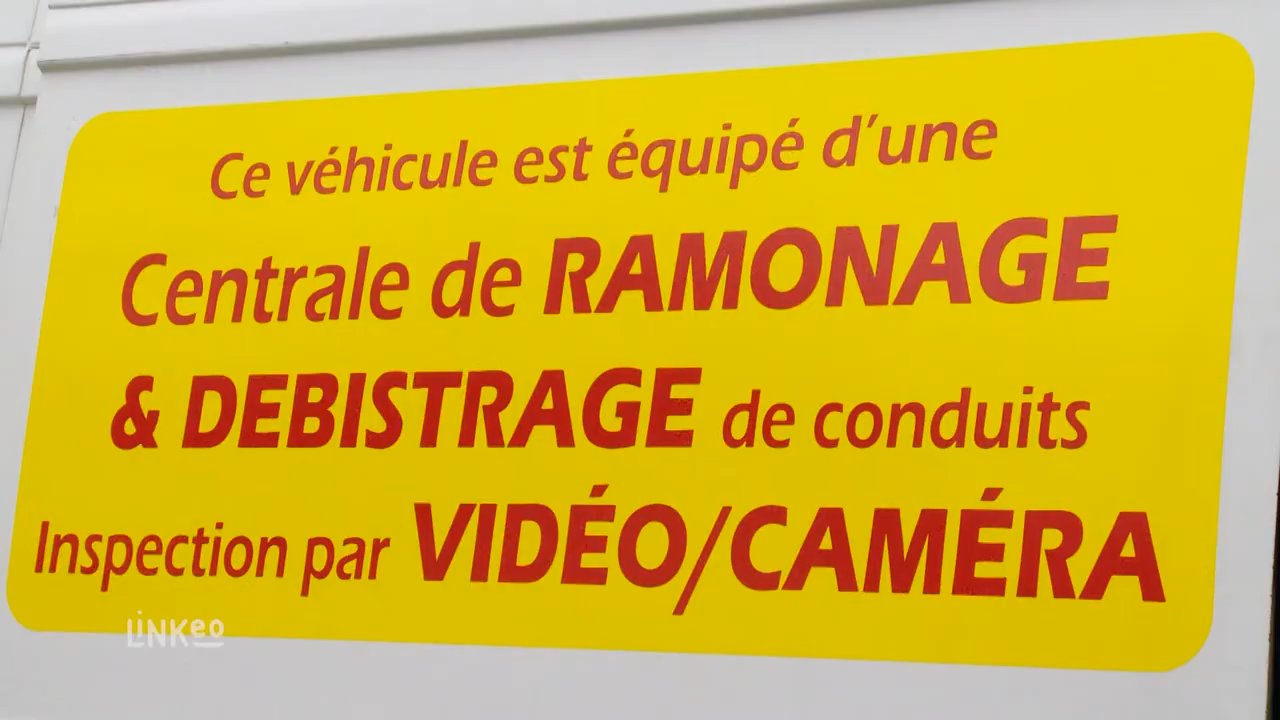 Ce véhicule est équipé d'une
Centrale de RAMONAGE
& DEBISTRAGE de conduits
Inspection par VIDÉO/CAMÉRA
LiNKeo